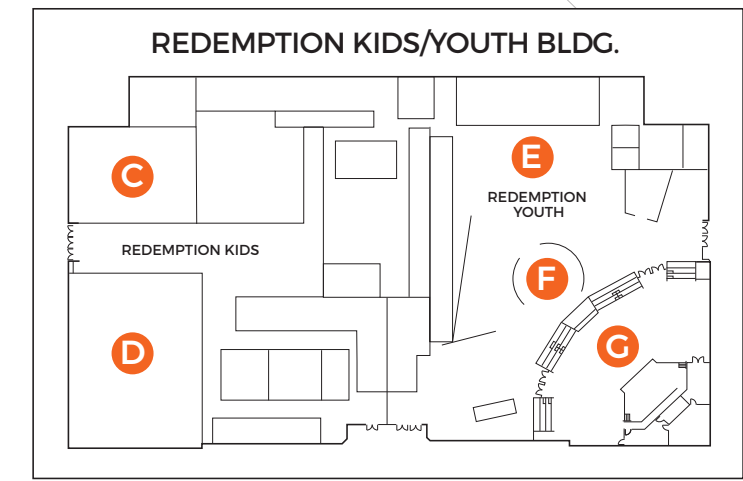 REDEMPTION KIDS/YOUTH BLDG.
C
E
REDEMPTION
YOUTH
REDEMPTION KIDS
F
D
G